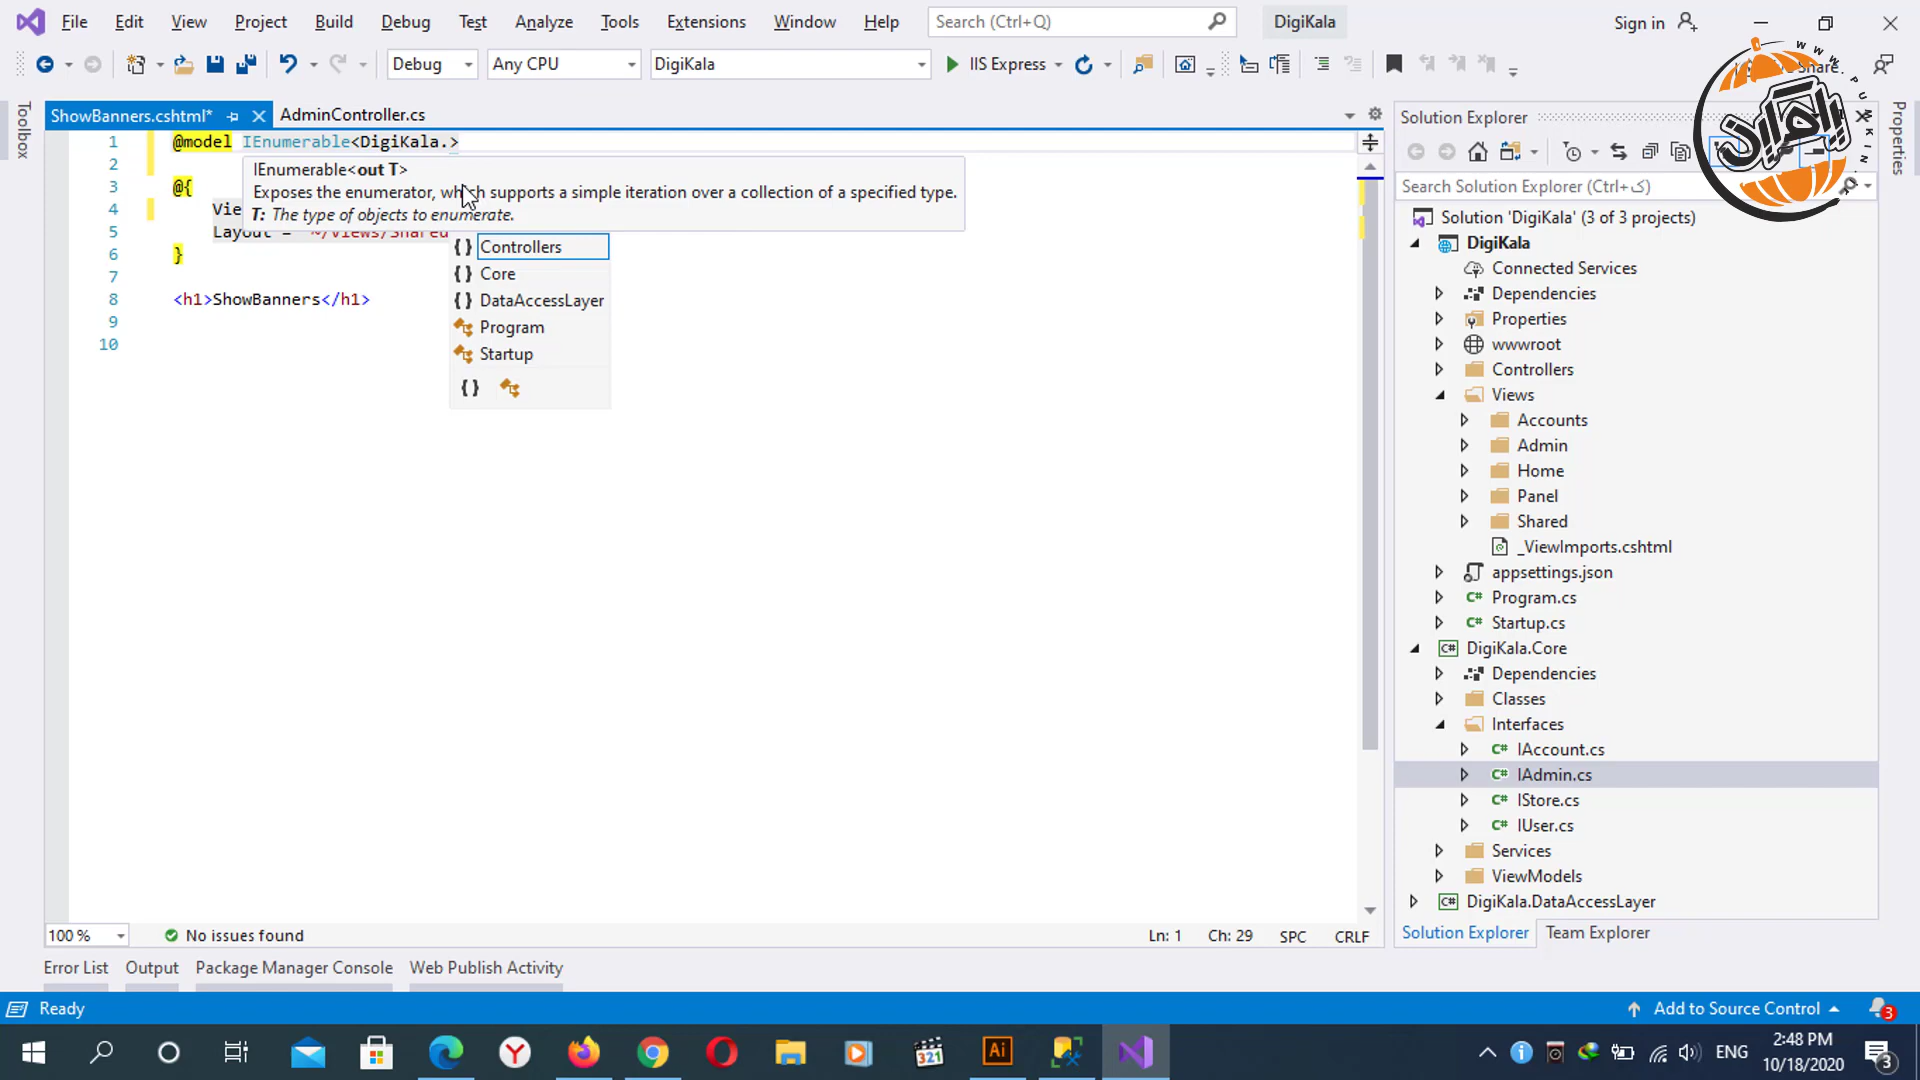 File Edit View Project Build Debug Test Analyze Tools Extensions Window Help Search (Ctrl+Q) DigiKala Sign in
Debug Any CPU DigiKala IIS Express
Toolbox
ShowBanners.cshtml* AdminController.cs
1 @model IEnumerable<DigiKala.>
2
IEnumerable<out T>
3 @{
Exposes the enumerator, which supports a simple iteration over a collection of a specified type.
4 Vie
T: The type of objects to enumerate.
5 Layout = "~/Views/Shared
6 }
7
8 <h1>ShowBanners</h1>
9
10
{ } Controllers
{ } Core
{ } DataAccessLayer
Program
Startup
{ }
100 % No issues found Ln: 1 Ch: 29 SPC CRLF
Solution Explorer
Search Solution Explorer (Ctrl+ک)
Solution 'DigiKala' (3 of 3 projects)
DigiKala
Connected Services
Dependencies
Properties
wwwroot
Controllers
Views
Accounts
Admin
Home
Panel
Shared
_ViewImports.cshtml
appsettings.json
Program.cs
Startup.cs
DigiKala.Core
Dependencies
Classes
Interfaces
IAccount.cs
IAdmin.cs
IStore.cs
IUser.cs
Services
ViewModels
DigiKala.DataAccessLayer
Solution Explorer Team Explorer
Properties
Error List Output Package Manager Console Web Publish Activity
Ready Add to Source Control 3
ENG 2:48 PM
10/18/2020 3